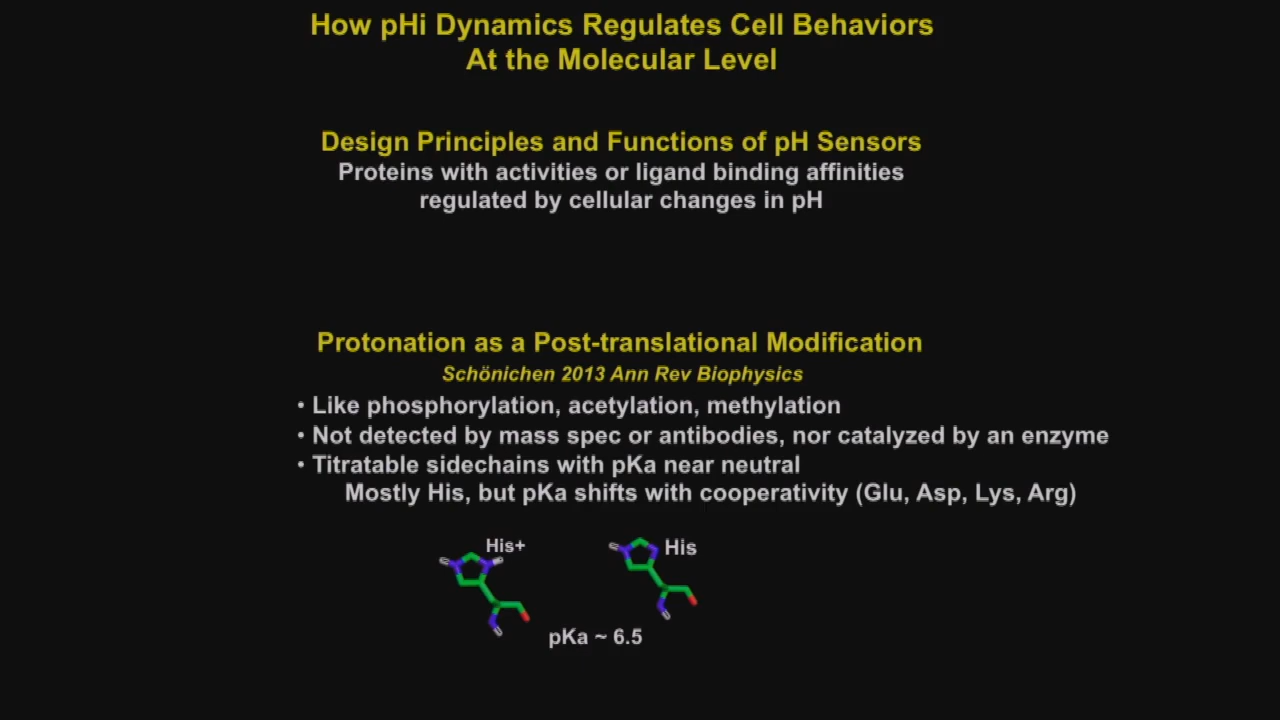 How pHi Dynamics Regulates Cell Behaviors
At the Molecular Level
Design Principles and Functions of pH Sensors
Proteins with activities or ligand binding affinities
regulated by cellular changes in pH
Protonation as a Post-translational Modification
Schönichen 2013 Ann Rev Biophysics
• Like phosphorylation, acetylation, methylation
• Not detected by mass spec or antibodies, nor catalyzed by an enzyme
• Titratable sidechains with pKa near neutral
Mostly His, but pKa shifts with cooperativity (Glu, Asp, Lys, Arg)
His+
His
pKa ~ 6.5